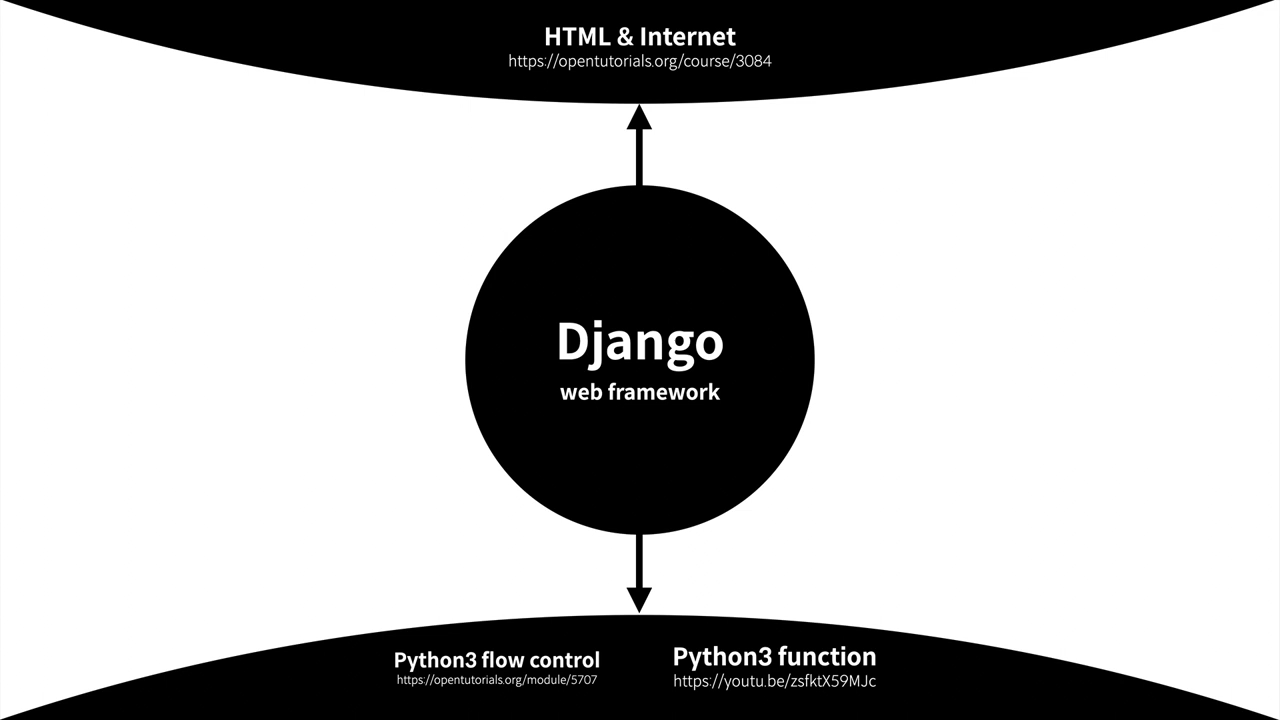 HTML & Internet
https://opentutorials.org/course/3084
Django
web framework
Python3 flow control
https://opentutorials.org/module/5707
Python3 function
https://youtu.be/zsfktX59MJc